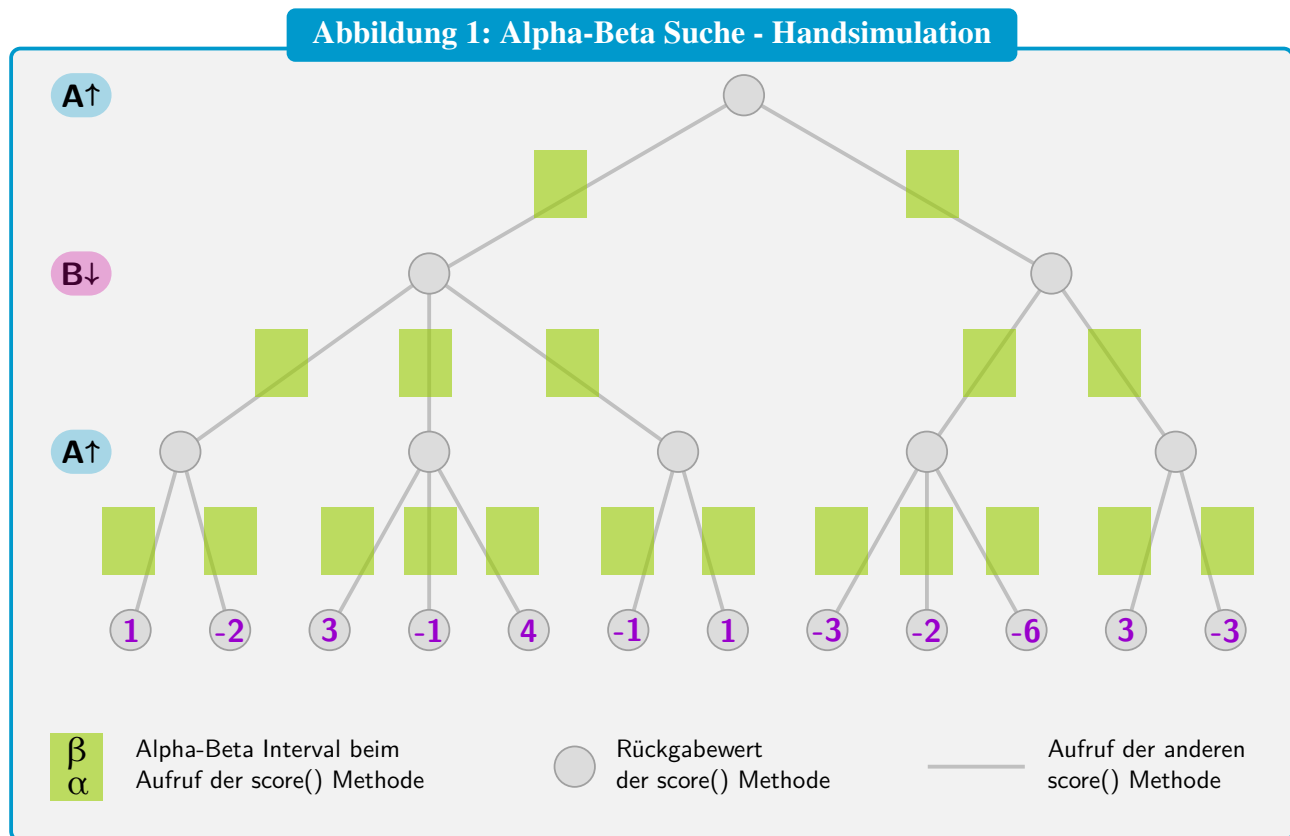 Abbildung 1: Alpha-Beta Suche - Handsimulation
A↑
B↓
A↑
1 -2 3 -1 4 -1 1 -3 -2 -6 3 -3
β
α
Alpha-Beta Interval beim
Aufruf der score() Methode
Rückgabewert
der score() Methode
Aufruf der anderen
score() Methode